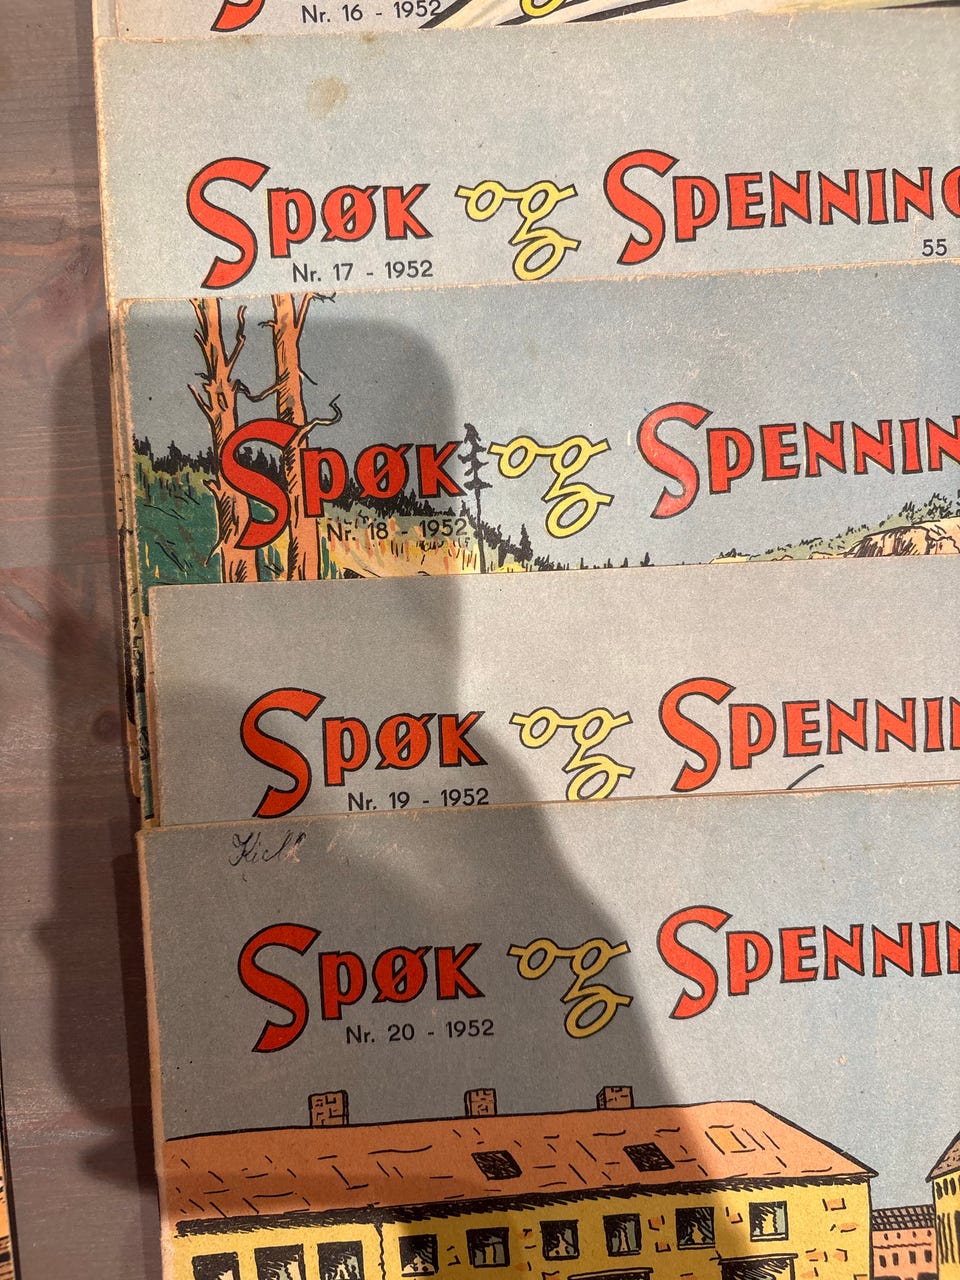 Nr. 16 - 1952
Spøk og SPENNING
Nr. 17 - 1952
55
Spøk og SPENNIN
Nr. 18 - 1952
Spøk og SPENNIN
Nr. 19 - 1952
Spøk og SPENNIN
Nr. 20 - 1952